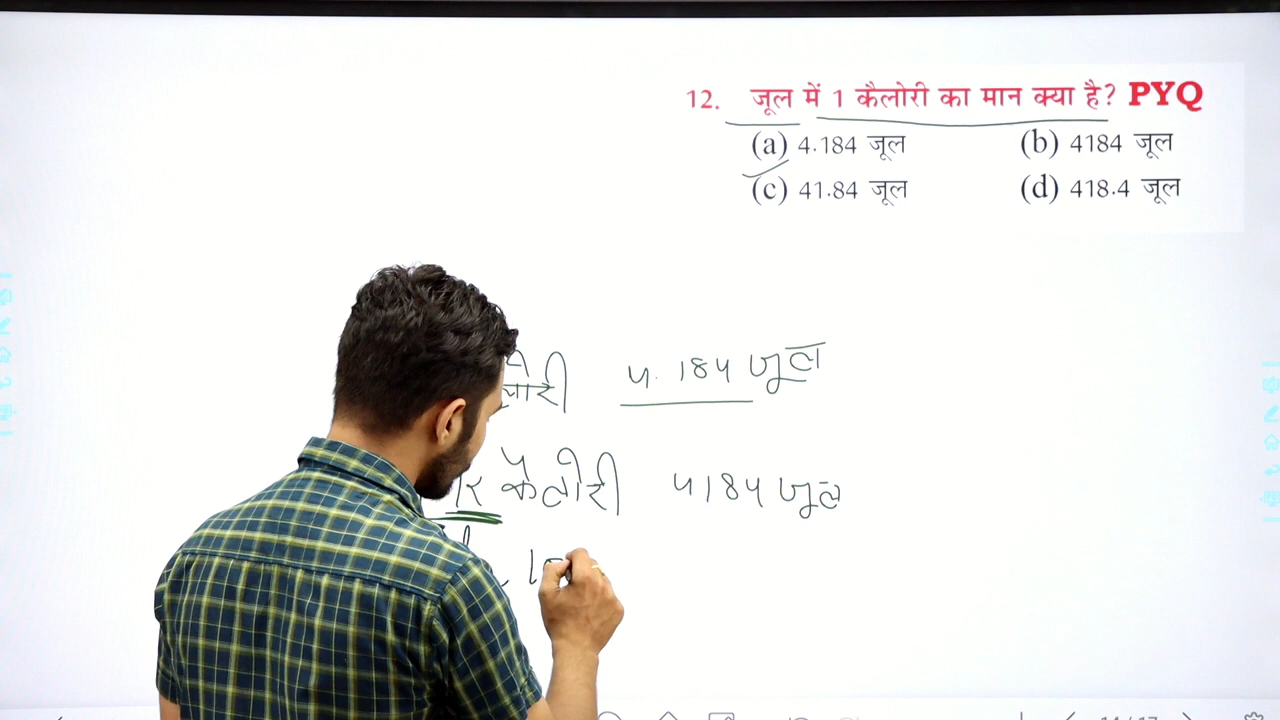 12. जूल में 1 कैलोरी का मान क्या है? PYQ
(a) 4.184 जूल (b) 4184 जूल
(c) 41.84 जूल (d) 418.4 जूल
4.184 जूल
कैलोरी 4184 जूल